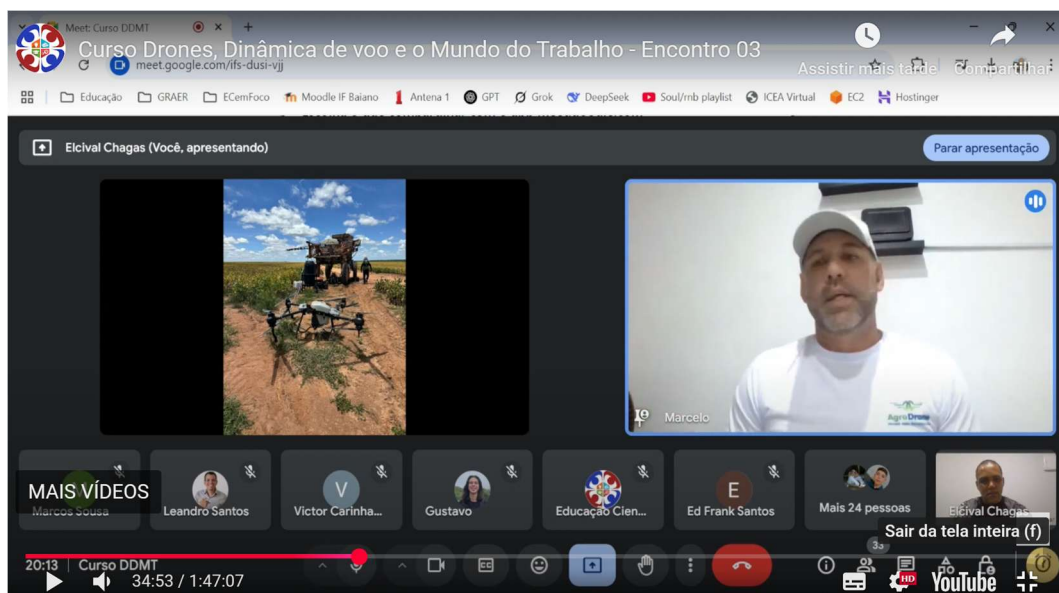 Meet: Curso DDMT
Curso Drones, Dinâmica de voo e o Mundo do Trabalho - Encontro 03
meet.google.com/ifs-dusi-vjj
Assistir mais tarde
Compartilhar
Educação GRAER ECemFoco Moodle IF Baiano Antena 1 GPT Grok DeepSeek Soul/rnb playlist ICEA Virtual EC2 Hostinger
Elcival Chagas (Você, apresentando)
Parar apresentação
Marcelo
AgroDrone
MAIS VÍDEOS
Marcos Sousa
Leandro Santos
Victor Carinha...
V
Gustavo
Educação Cien...
E
Ed Frank Santos
Mais 24 pessoas
Elcival Chagas
Sair da tela inteira (f)
33
20:13 | Curso DDMT
CC
34:53 / 1:47:07
HD
YouTube